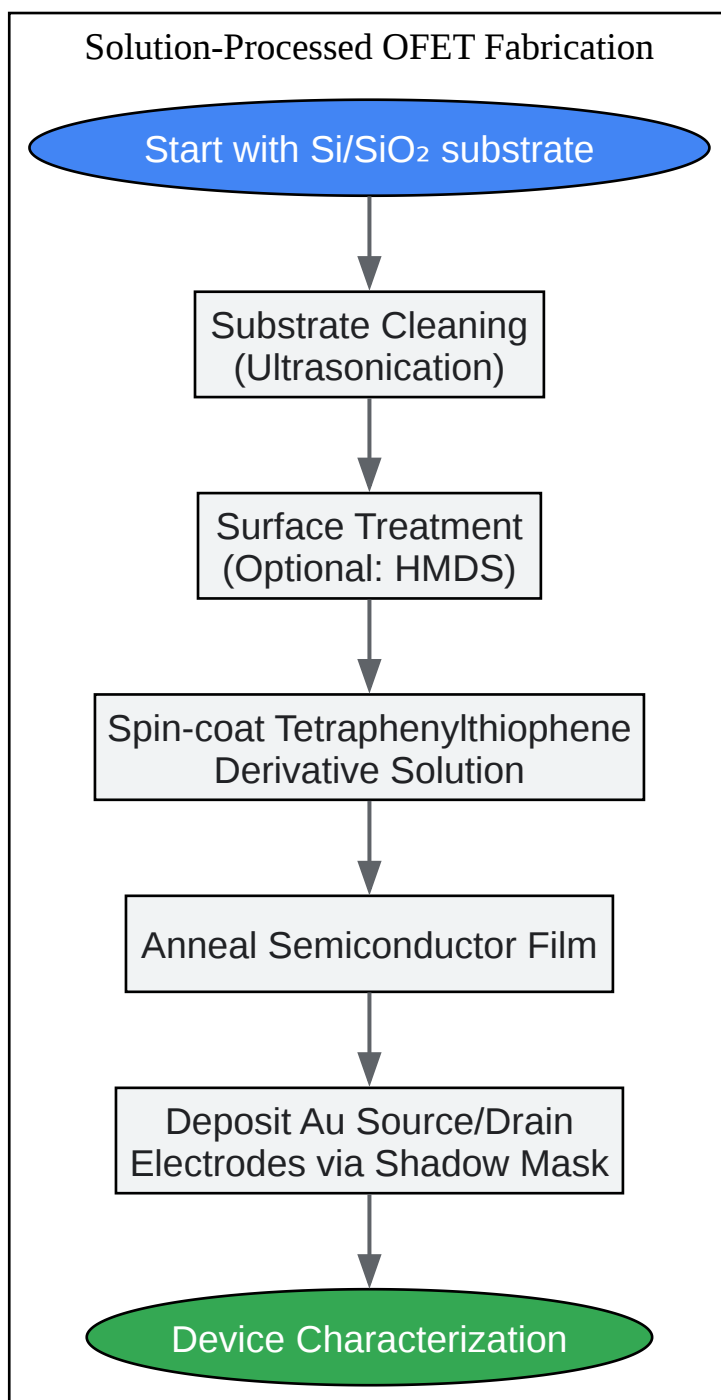 Solution-Processed OFET Fabrication
Start with Si/SiO₂ substrate
Substrate Cleaning
(Ultrasonication)
Surface Treatment
(Optional: HMDS)
Spin-coat Tetraphenylthiophene
Derivative Solution
Anneal Semiconductor Film
Deposit Au Source/Drain
Electrodes via Shadow Mask
Device Characterization